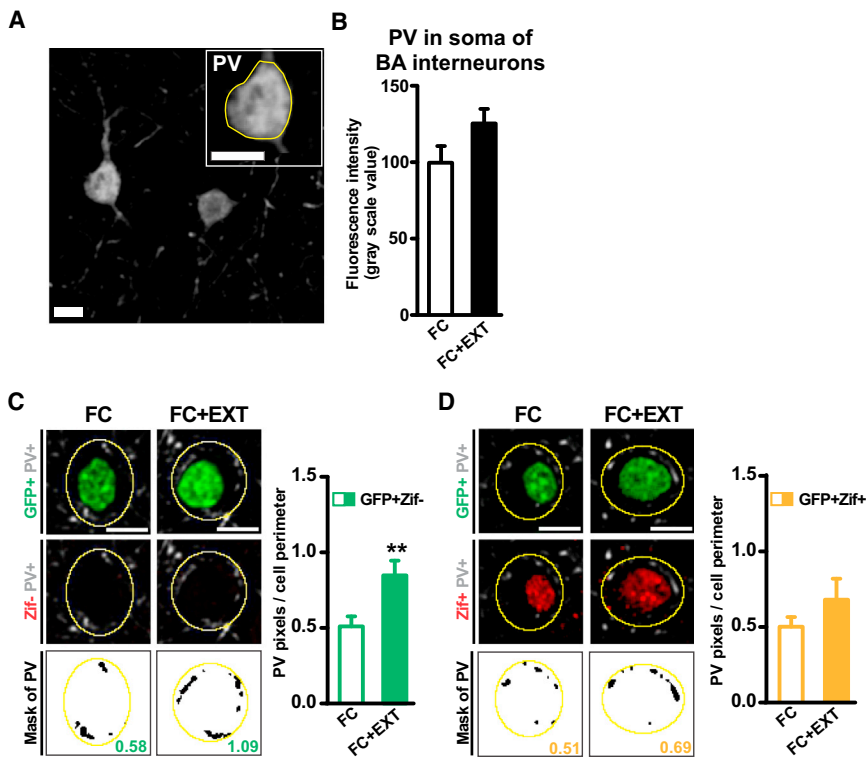 A
PV
B
PV in soma of
BA interneurons
Fluorescence intensity
(gray scale value)
150
100
50
0
FC
FC+EXT
C
FC
FC+EXT
GFP+ PV+
Zif- PV+
Mask of PV
0.58
1.09
PV pixels / cell perimeter
1.5
1.0
0.5
0.0
GFP+Zif-
**
FC
FC+EXT
D
FC
FC+EXT
GFP+ PV+
Zif+ PV+
Mask of PV
0.51
0.69
PV pixels / cell perimeter
1.5
1.0
0.5
0.0
GFP+Zif+
FC
FC+EXT